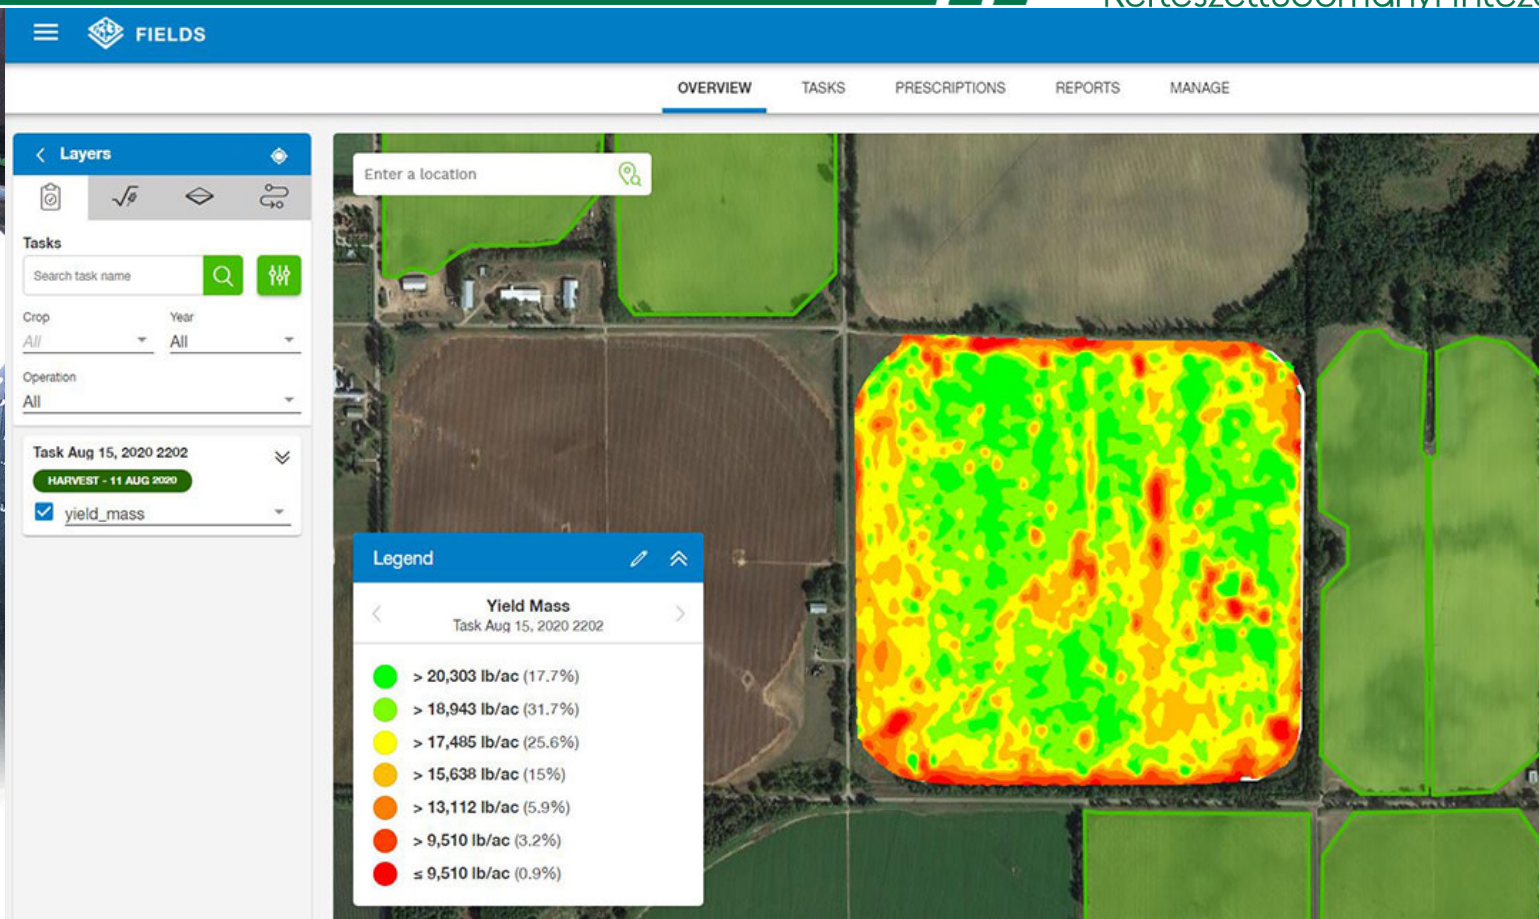 FIELDS
OVERVIEW TASKS PRESCRIPTIONS REPORTS MANAGE
Layers
Enter a location
Tasks
Search task name
Crop Year
All All
Operation
All
Task Aug 15, 2020 2202
HARVEST - 11 AUG 2020
yield_mass
Legend
Yield Mass
Task Aug 15, 2020 2202
> 20,303 lb/ac (17.7%)
> 18,943 lb/ac (31.7%)
> 17,485 lb/ac (25.6%)
> 15,638 lb/ac (15%)
> 13,112 lb/ac (5.9%)
> 9,510 lb/ac (3.2%)
≤ 9,510 lb/ac (0.9%)